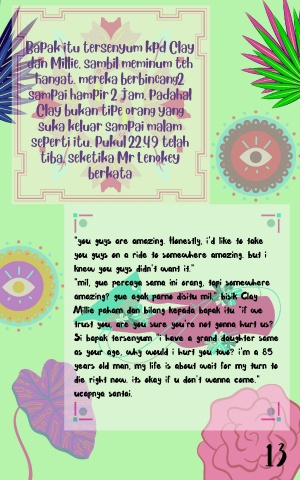 Bapak itu tersenyum kpd Clay
dan Millie, sambil meminum teh
hangat. mereka berbincang2
sampai hampir 2 jam, Padahal
Clay bukan tipe orang yang
suka keluar sampai malam
seperti itu. Pukul 22.49 telah
tiba, seketika Mr Lenokey
berkata
"you guys are amazing. Honestly, i'd like to take
you guys on a ride to somewhere amazing. but i
knew you guys didn't want it."
"mil, gue percaya sama ini orang, tapi somewhere
amazing? gue agak parno disitu mil." bisik Clay
Millie paham dan bilang kepada bapak itu "if we
trust you, are you sure you're not gonna hurt us?
Si bapak tersenyum "i have a grand daughter same
as your age, why would i hurt you two? i'm a 85
years old men, my life is about wait for my turn to
die right now. its okay if u don't wanna come."
ucapnya santai.
13